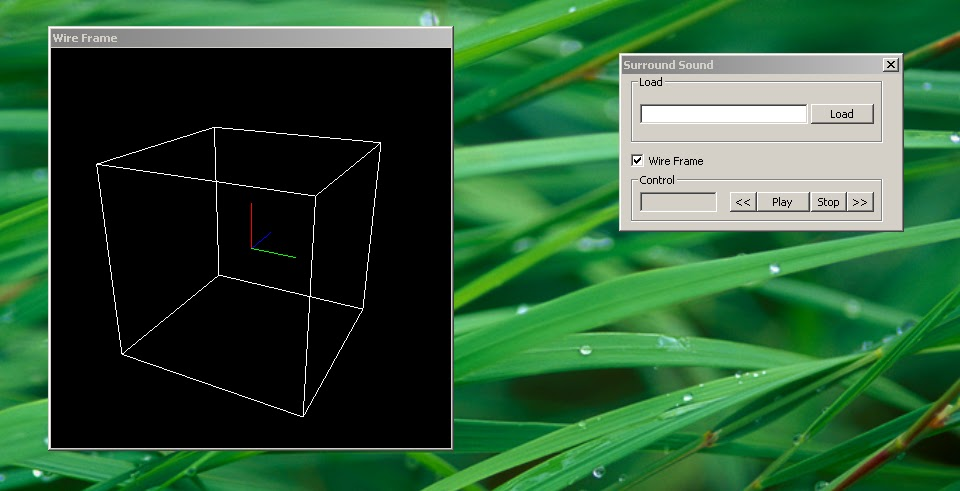 Wire Frame
Surround Sound
Load
Load
Wire Frame
Control
<< Play Stop >>